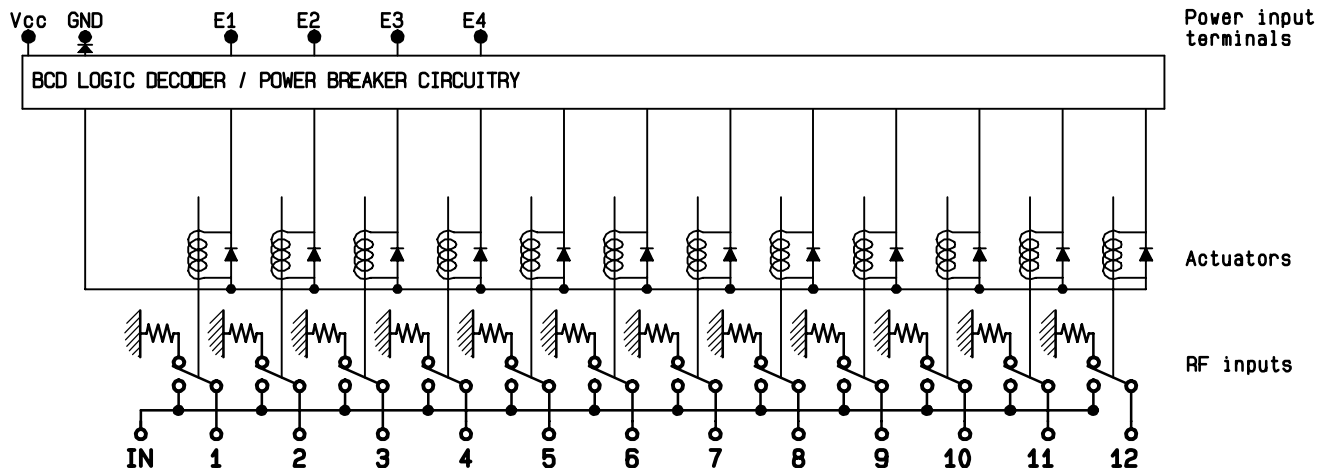 Vcc GND E1 E2 E3 E4 Power input
terminals
BCD LOGIC DECODER / POWER BREAKER CIRCUITRY
Actuators
RF inputs
IN 1 2 3 4 5 6 7 8 9 10 11 12